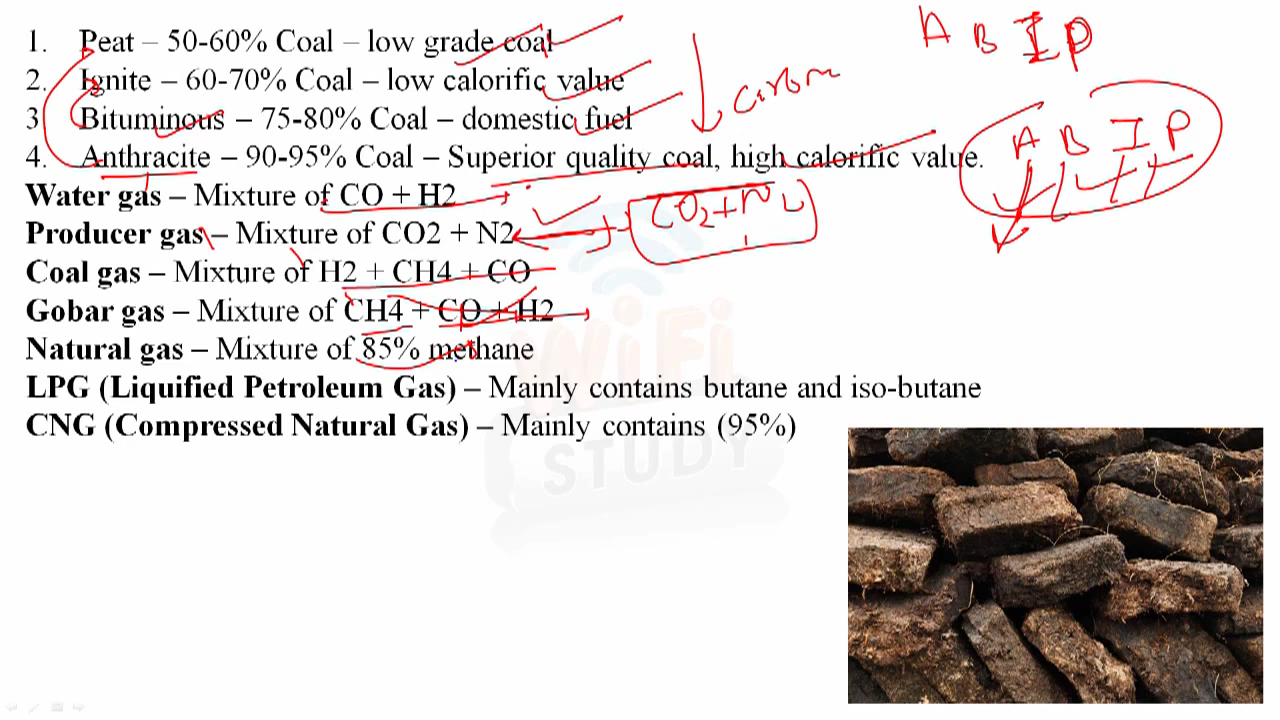 1. Peat – 50-60% Coal – low grade coal
2. Ignite – 60-70% Coal – low calorific value
3 Bituminous – 75-80% Coal – domestic fuel
4. Anthracite – 90-95% Coal – Superior quality coal, high calorific value.
Water gas – Mixture of CO + H2
Producer gas – Mixture of CO2 + N2
Coal gas – Mixture of H2 + CH4 + CO
Gobar gas – Mixture of CH4 + CO + H2
Natural gas – Mixture of 85% methane
LPG (Liquified Petroleum Gas) – Mainly contains butane and iso-butane
CNG (Compressed Natural Gas) – Mainly contains (95%)
A B I P
Carbon
A B I P
CO2+N2
WiFi
STUDY